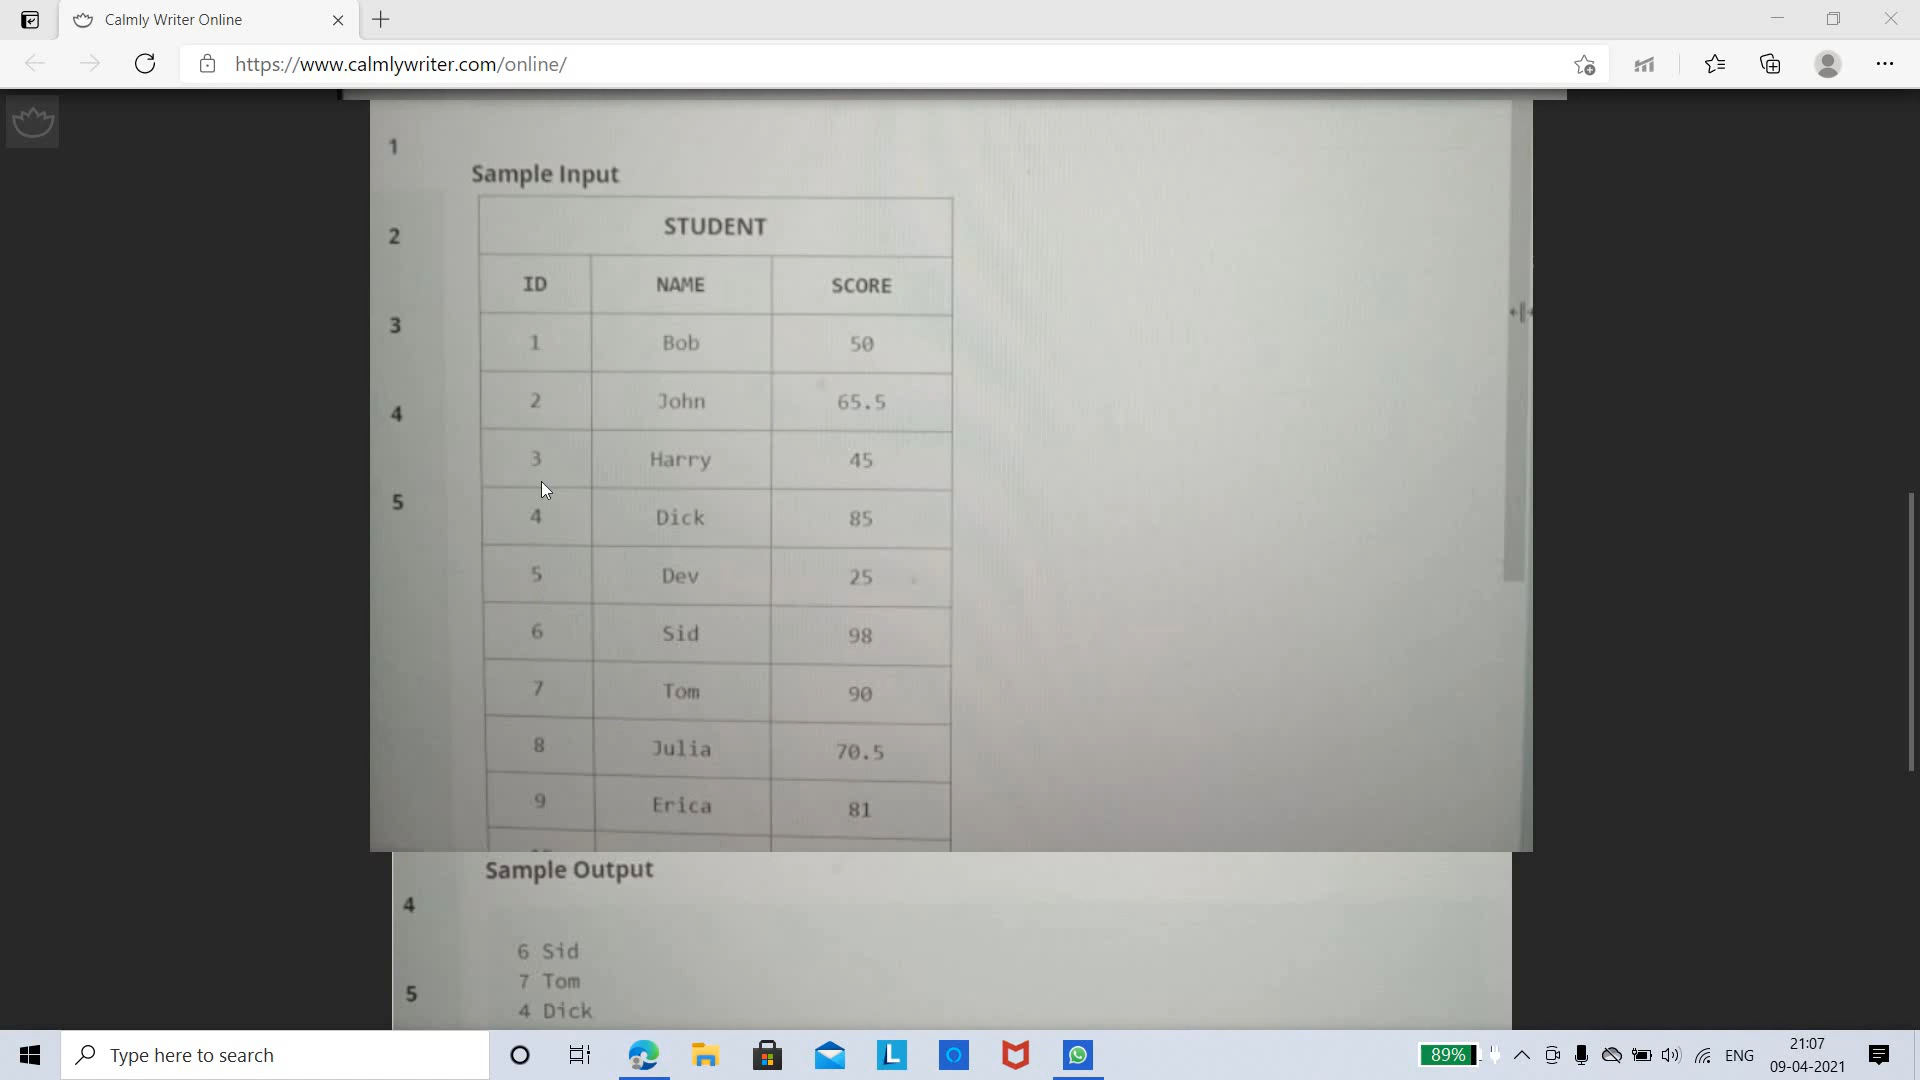 Calmly Writer Online
https://www.calmlywriter.com/online/
1
Sample Input
2
3
4
5
STUDENT
ID NAME SCORE
1 Bob 50
2 John 65.5
3 Harry 45
4 Dick 85
5 Dev 25
6 Sid 98
7 Tom 90
8 Julia 70.5
9 Erica 81
Sample Output
4
5
6 Sid
7 Tom
4 Dick
Type here to search
89%
ENG
21:07
09-04-2021